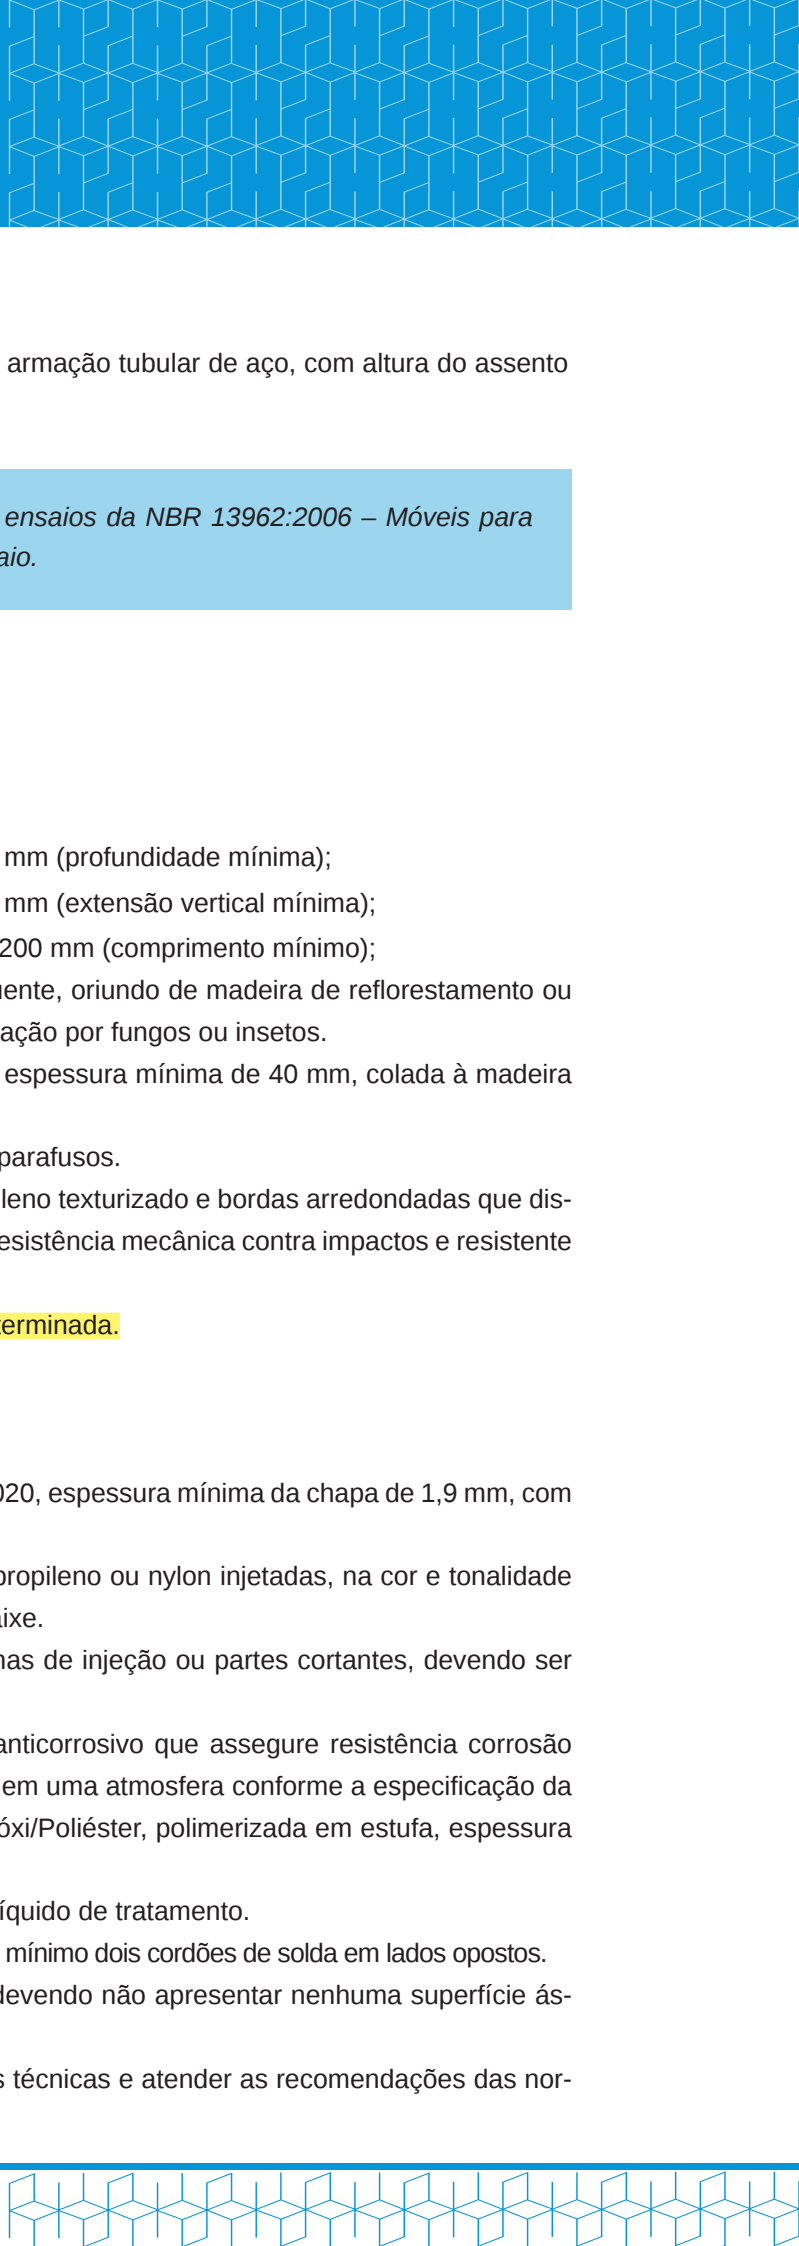 armação tubular de aço, com altura do assento
ensaios da NBR 13962:2006 – Móveis para
aio.
mm (profundidade mínima);
mm (extensão vertical mínima);
200 mm (comprimento mínimo);
uente, oriundo de madeira de reflorestamento ou
ação por fungos ou insetos.
espessura mínima de 40 mm, colada à madeira
parafusos.
leno texturizado e bordas arredondadas que dis-
esistência mecânica contra impactos e resistente
terminada.
020, espessura mínima da chapa de 1,9 mm, com
propileno ou nylon injetadas, na cor e tonalidade
aixe.
nas de injeção ou partes cortantes, devendo ser
anticorrosivo que assegure resistência corrosão
em uma atmosfera conforme a especificação da
óxi/Poliéster, polimerizada em estufa, espessura
íquido de tratamento.
mínimo dois cordões de solda em lados opostos.
devendo não apresentar nenhuma superfície ás-
s técnicas e atender as recomendações das nor-